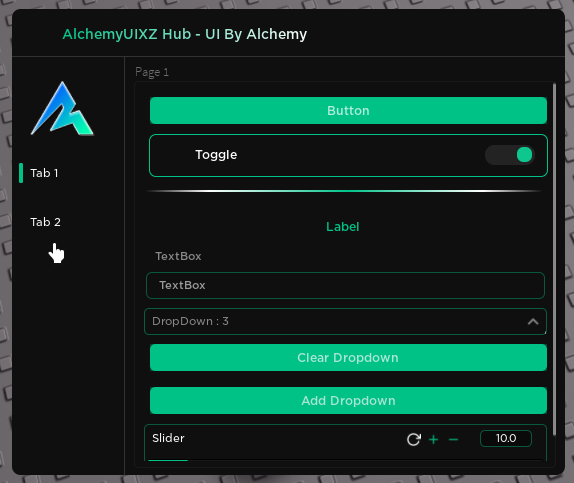 AlchemyUIXZ Hub - UI By Alchemy
Page 1
Button
Tab 1
Toggle
Tab 2
Label
TextBox
TextBox
DropDown : 3
Clear Dropdown
Add Dropdown
Slider
+ −
10.0